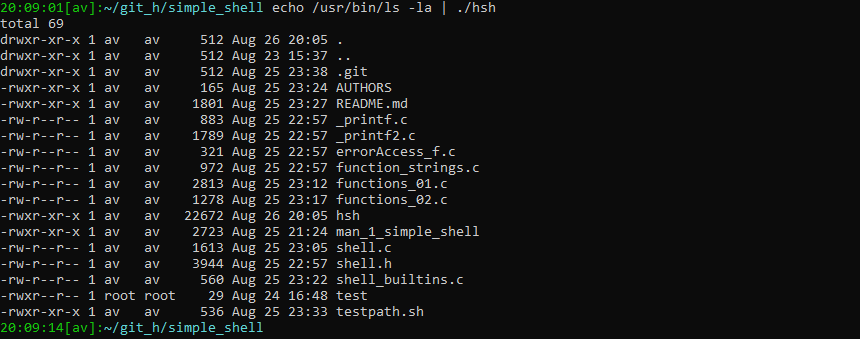 20:09:01[av]:~/git_h/simple_shell echo /usr/bin/ls -la | ./hsh
total 69
drwxr-xr-x 1 av   av     512 Aug 26 20:05 .
drwxr-xr-x 1 av   av     512 Aug 23 15:37 ..
drwxr-xr-x 1 av   av     512 Aug 25 23:38 .git
-rwxr-xr-x 1 av   av     165 Aug 25 23:24 AUTHORS
-rwxr-xr-x 1 av   av    1801 Aug 25 23:27 README.md
-rw-r--r-- 1 av   av     883 Aug 25 22:57 _printf.c
-rw-r--r-- 1 av   av    1789 Aug 25 22:57 _printf2.c
-rw-r--r-- 1 av   av     321 Aug 25 22:57 errorAccess_f.c
-rw-r--r-- 1 av   av     972 Aug 25 22:57 function_strings.c
-rw-r--r-- 1 av   av    2813 Aug 25 23:12 functions_01.c
-rw-r--r-- 1 av   av    1278 Aug 25 23:17 functions_02.c
-rwxr-xr-x 1 av   av   22672 Aug 26 20:05 hsh
-rwxr-xr-x 1 av   av    2723 Aug 25 21:24 man_1_simple_shell
-rw-r--r-- 1 av   av    1613 Aug 25 23:05 shell.c
-rw-r--r-- 1 av   av    3944 Aug 25 22:57 shell.h
-rw-r--r-- 1 av   av     560 Aug 25 23:22 shell_builtins.c
-rwxr--r-- 1 root root    29 Aug 24 16:48 test
-rwxr-xr-x 1 av   av     536 Aug 25 23:33 testpath.sh
20:09:14[av]:~/git_h/simple_shell